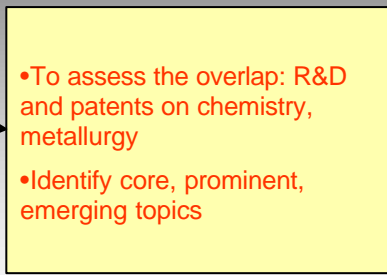 •To assess the overlap: R&D
and patents on chemistry,
metallurgy
•Identify core, prominent,
emerging topics